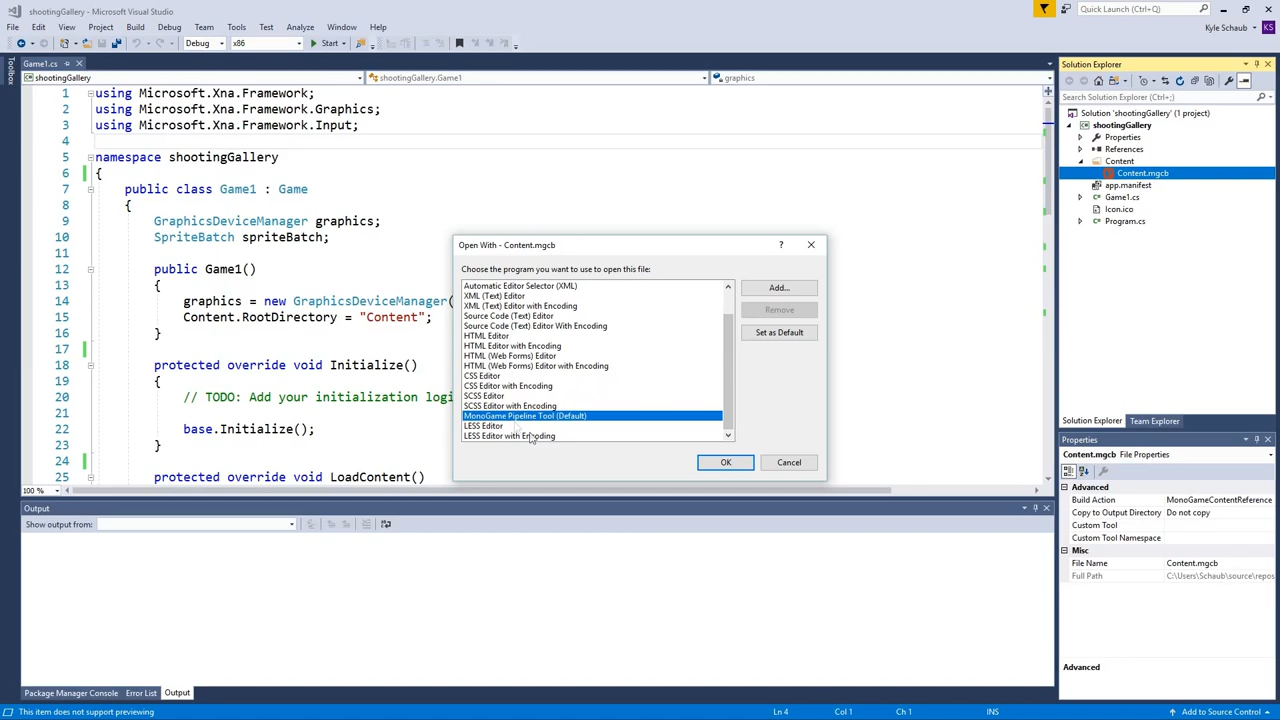 shootingGallery - Microsoft Visual Studio
Quick Launch (Ctrl+Q)
File Edit View Project Build Debug Team Tools Test Analyze Window Help
Kyle Schaub KS
Debug x86 Start
Toolbox
Game1.cs
shootingGallery shootingGallery.Game1 graphics
1 using Microsoft.Xna.Framework;
2 using Microsoft.Xna.Framework.Graphics;
3 using Microsoft.Xna.Framework.Input;
4
5 namespace shootingGallery
6 {
7 public class Game1 : Game
8 {
9 GraphicsDeviceManager graphics;
10 SpriteBatch spriteBatch;
11
12 public Game1()
13 {
14 graphics = new GraphicsDeviceManager(
15 Content.RootDirectory = "Content";
16 }
17
18 protected override void Initialize()
19 {
20 // TODO: Add your initialization logi
21
22 base.Initialize();
23 }
24
25 protected override void LoadContent()
100 %
Open With - Content.mgcb
?
Choose the program you want to use to open this file:
Automatic Editor Selector (XML)
XML (Text) Editor
XML (Text) Editor with Encoding
Source Code (Text) Editor
Source Code (Text) Editor With Encoding
HTML Editor
HTML Editor with Encoding
HTML (Web Forms) Editor
HTML (Web Forms) Editor with Encoding
CSS Editor
CSS Editor with Encoding
SCSS Editor
SCSS Editor with Encoding
MonoGame Pipeline Tool (Default)
LESS Editor
LESS Editor with Encoding
Add...
Remove
Set as Default
OK Cancel
Output
Show output from:
Package Manager Console Error List Output
Solution Explorer
Search Solution Explorer (Ctrl+;)
Solution 'shootingGallery' (1 project)
shootingGallery
Properties
References
Content
Content.mgcb
app.manifest
Game1.cs
Icon.ico
Program.cs
Solution Explorer Team Explorer
Properties
Content.mgcb File Properties
Advanced
Build Action MonoGameContentReference
Copy to Output Directory Do not copy
Custom Tool
Custom Tool Namespace
Misc
File Name Content.mgcb
Full Path C:\Users\Schaub\source\repos
Advanced
This item does not support previewing Ln 4 Col 1 Ch 1 INS Add to Source Control